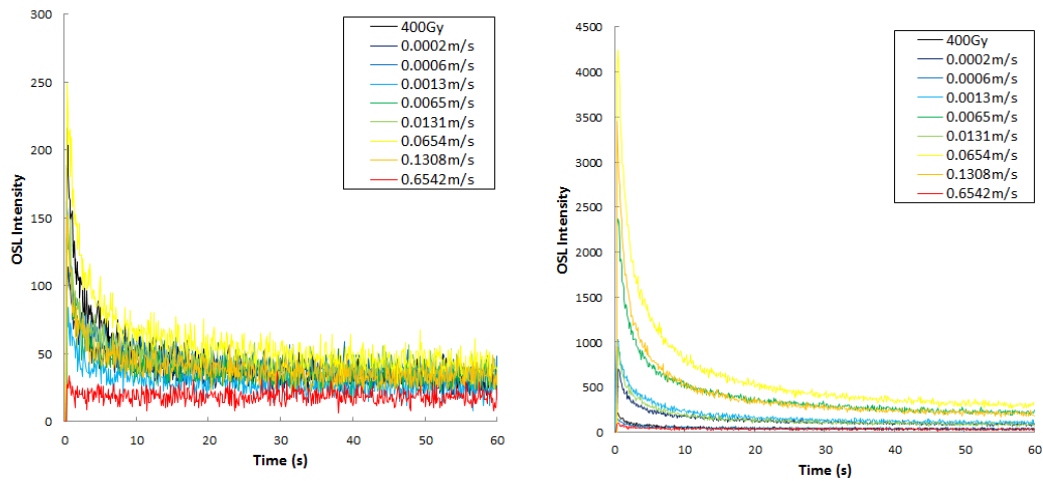 300
250
200
150
100
50
0
OSL Intensity
0 10 20 30 40 50 60
Time (s)
400Gy
0.0002m/s
0.0006m/s
0.0013m/s
0.0065m/s
0.0131m/s
0.0654m/s
0.1308m/s
0.6542m/s
4500
4000
3500
3000
2500
2000
1500
1000
500
0
OSL Intensity
0 10 20 30 40 50 60
Time (s)
400Gy
0.0002m/s
0.0006m/s
0.0013m/s
0.0065m/s
0.0131m/s
0.0654m/s
0.1308m/s
0.6542m/s